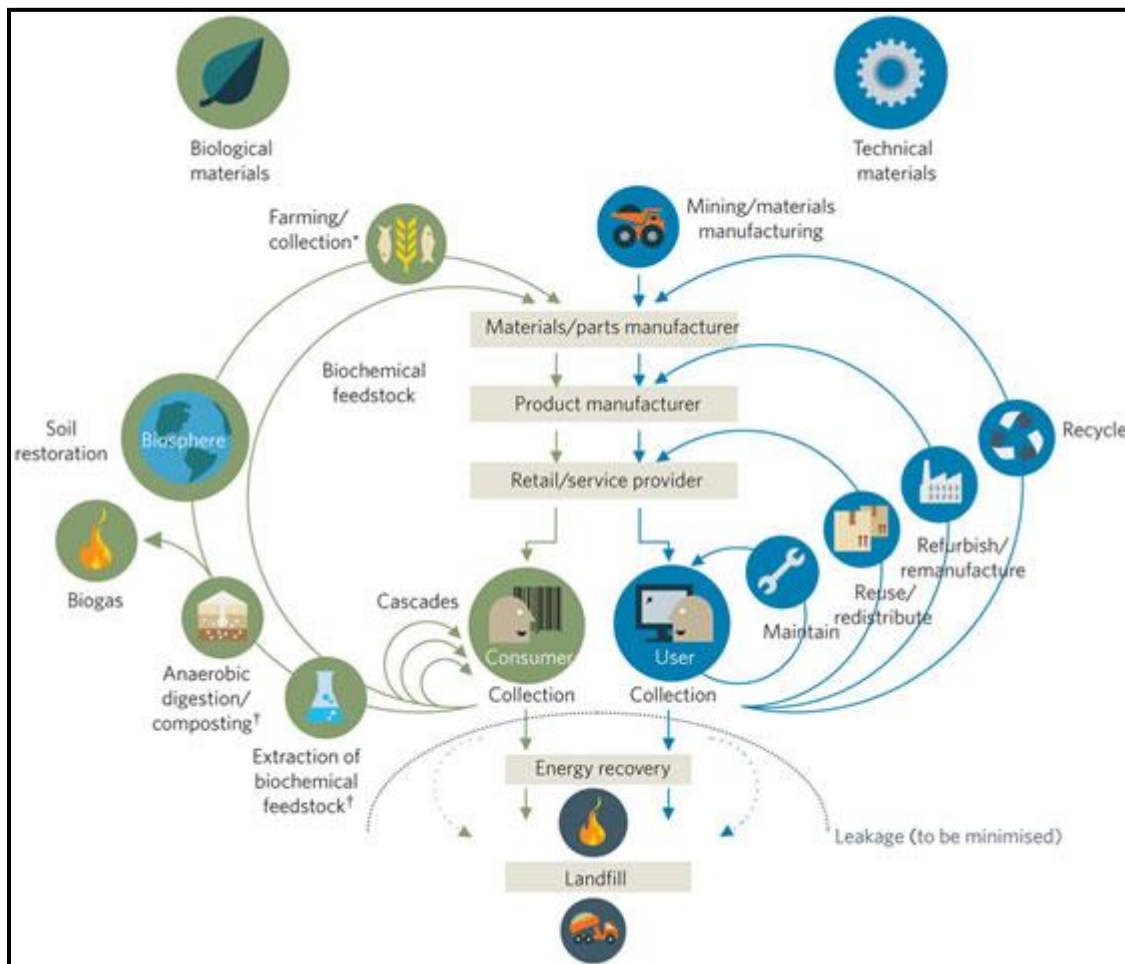 Biological
materials
Technical
materials
Farming/
collection*
Mining/materials
manufacturing
Materials/parts manufacturer
Biochemical
feedstock
Product manufacturer
Soil
restoration
Biosphere
Recycle
Retail/service provider
Refurbish/
remanufacture
Biogas
Cascades
Reuse/
redistribute
Maintain
Consumer
User
Anaerobic
digestion/
composting†
Collection
Collection
Extraction of
biochemical
feedstock†
Energy recovery
Leakage (to be minimised)
Landfill